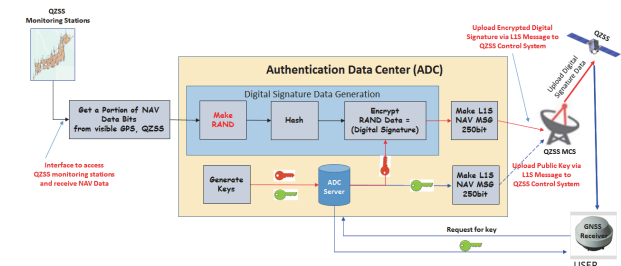 QZSS
Monitoring Stations
Upload Encrypted Digital
Signature via L1S Message to
QZSS Control System
QZSS
Upload Digital
Signature Data
Authentication Data Center (ADC)
Digital Signature Data Generation
Get a Portion of NAV
Data Bits
from visible GPS, QZSS
Make
RAND
Hash
Encrypt
RAND Data =
(Digital Signature)
Make L1S
NAV MSG
250bit
QZSS MCS
Interface to access
QZSS monitoring stations
and receive NAV Data
Generate
Keys
ADC
Server
Make L1S
NAV MSG
250bit
Upload Public Key via
L1S Message to
QZSS Control System
Request for key
GNSS
Receiver
USER